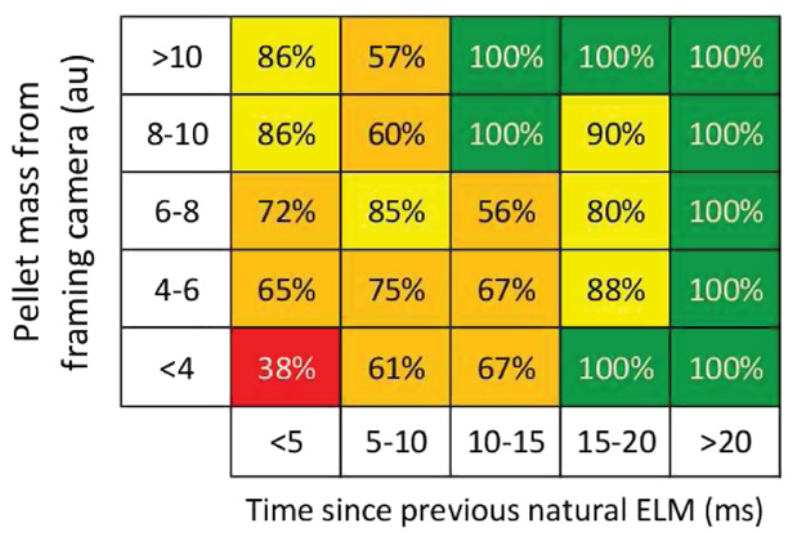 Pellet mass from
framing camera (au)
>10 86% 57% 100% 100% 100%
8-10 86% 60% 100% 90% 100%
6-8 72% 85% 56% 80% 100%
4-6 65% 75% 67% 88% 100%
<4 38% 61% 67% 100% 100%
<5 5-10 10-15 15-20 >20
Time since previous natural ELM (ms)